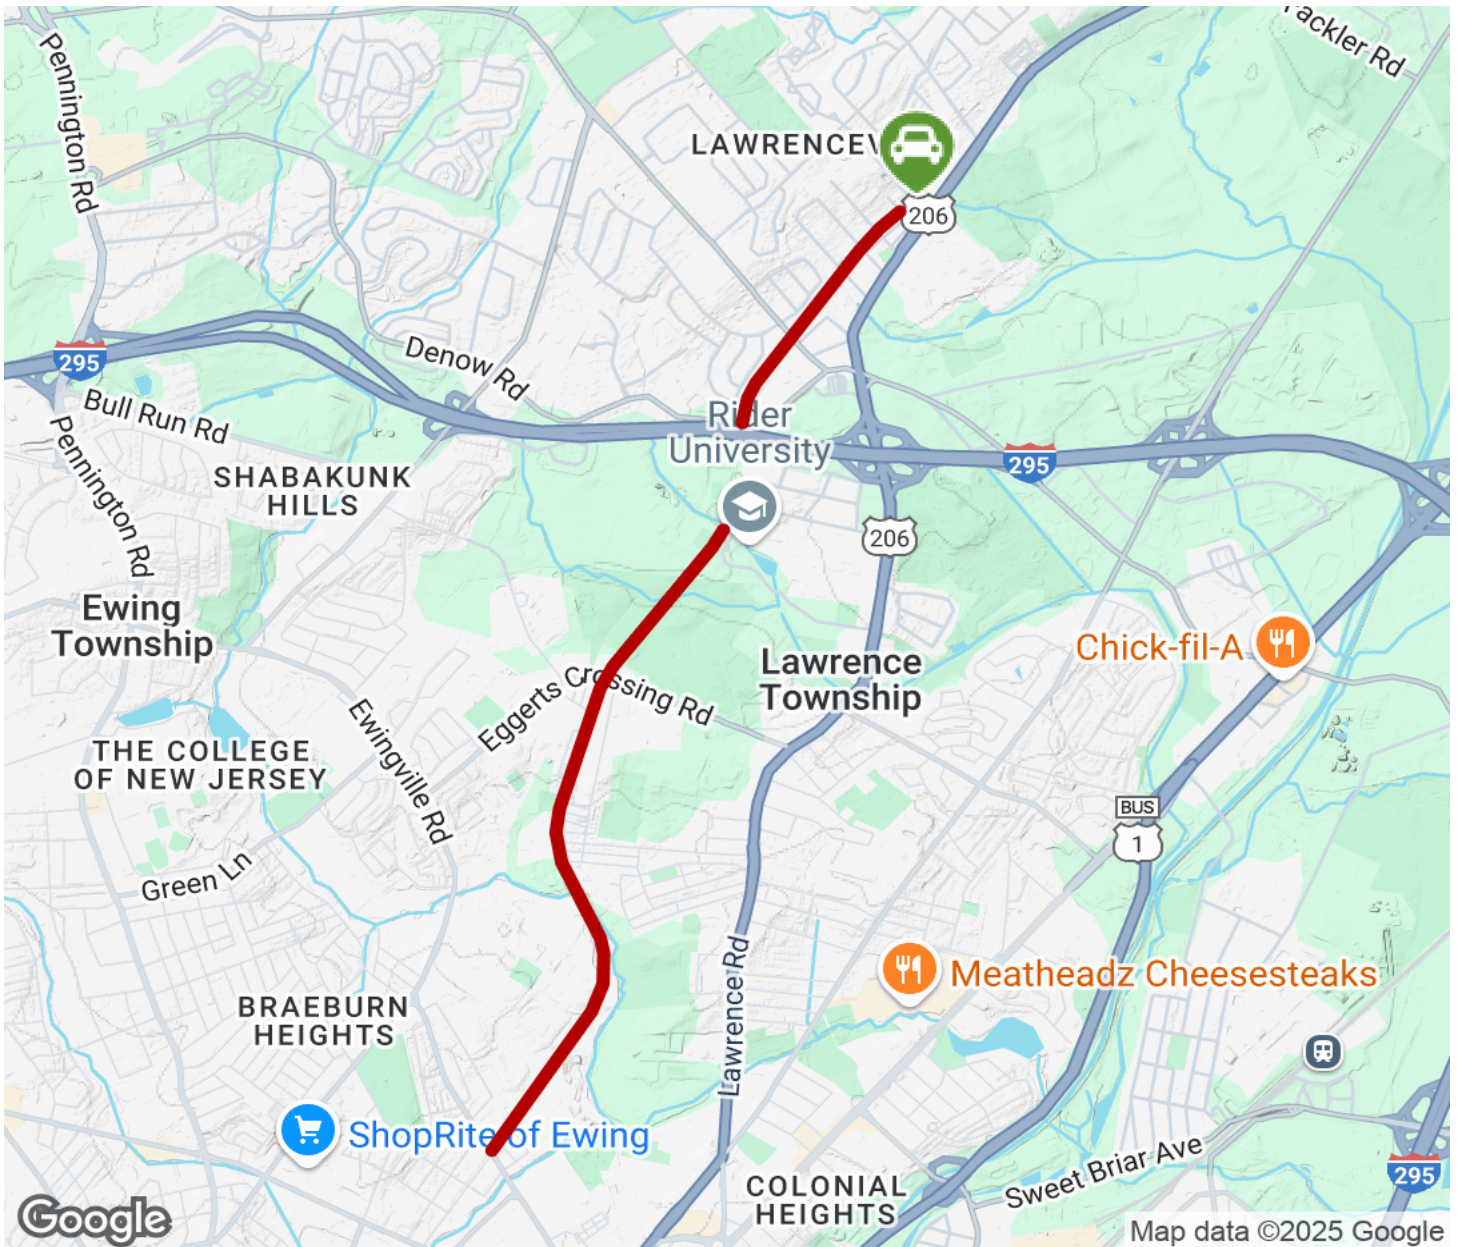 Fackler Rd
Pennington Rd
LAWRENCEV
206
295
Denow Rd
Bull Run Rd
Rider
University
295
Pennington Rd
SHABAKUNK
HILLS
206
Ewing
Township
Chick-fil-A
Lawrence
Township
Eggerts Crossing Rd
THE COLLEGE
OF NEW JERSEY
Ewingville Rd
BUS
1
Green Ln
Meatheadz Cheesesteaks
BRAEBURN
HEIGHTS
Lawrence Rd
ShopRite of Ewing
Sweet Briar Ave
295
COLONIAL
HEIGHTS
Google
Map data ©2025 Google